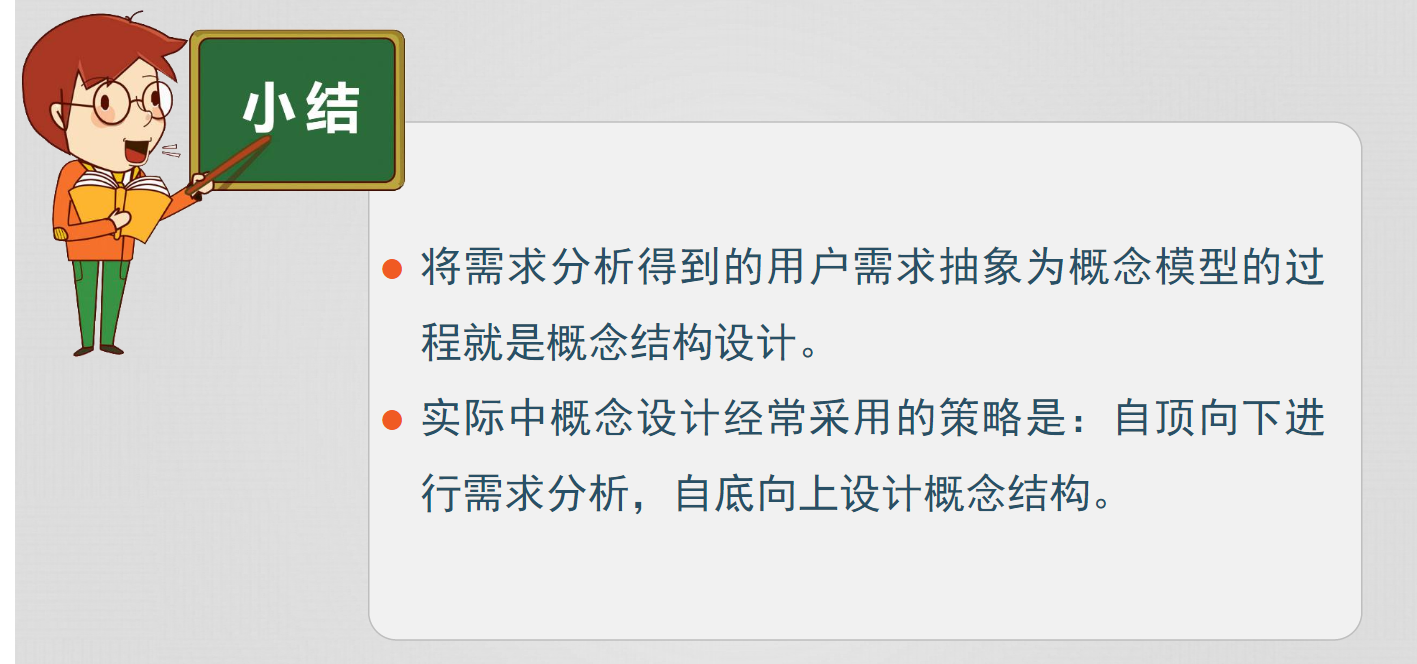 小结
将需求分析得到的用户需求抽象为概念模型的过
程就是概念结构设计。
实际中概念设计经常采用的策略是：自顶向下进
行需求分析，自底向上设计概念结构。